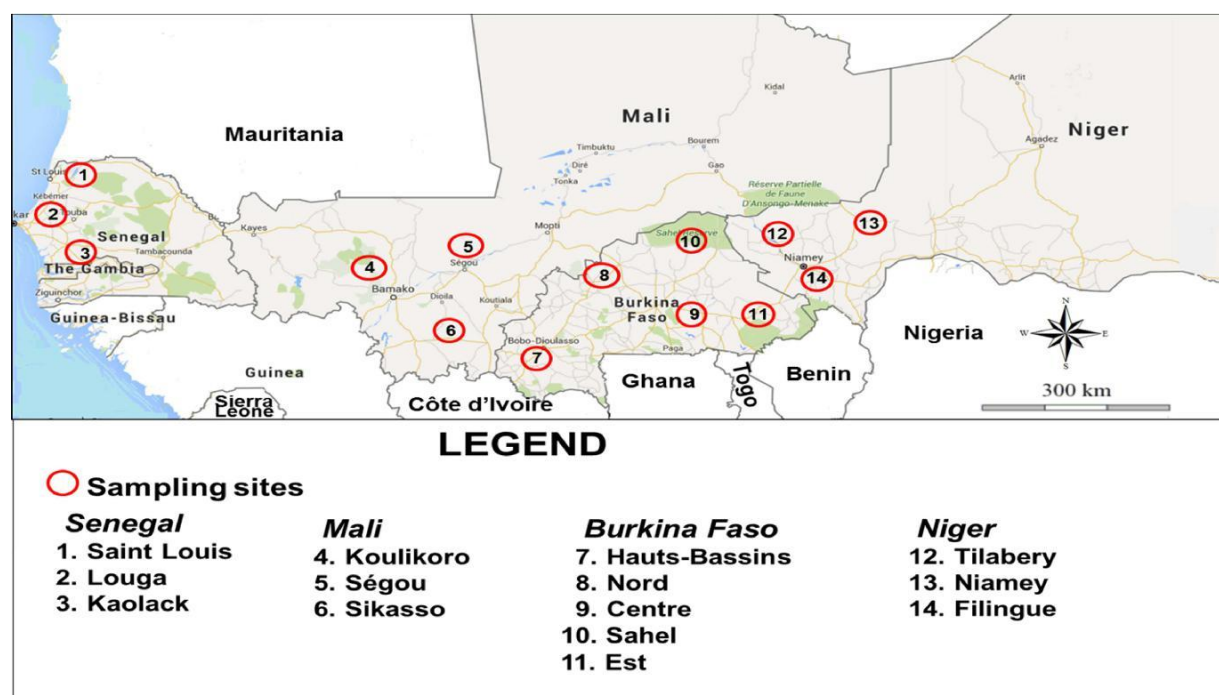 Mauritania
Mali
Niger
Kidal
Arlit
Agadez
Timbuktu
Diré
Tonka
Bourem
Gao
Réserve Partielle
de Faune
D'Ansongo-Menake
St Louis
1
Kébémer
2
Touba
Senegal
3
Tambacounda
The Gambia
Ziguinchor
Guinea-Bissau
Kayes
Mopti
5
Ségou
4
Bamako
Dioila
Koutiala
6
10
12
13
Niamey
14
8
Burkina
Faso
9
11
Bobo-Dioulasso
7
Paga
Guinea
Sierra
Leone
Côte d'Ivoire
Ghana
Togo
Benin
Nigeria
N
W
E
S
300 km
LEGEND
Sampling sites
Senegal
1. Saint Louis
2. Louga
3. Kaolack
Mali
4. Koulikoro
5. Ségou
6. Sikasso
Burkina Faso
7. Hauts-Bassins
8. Nord
9. Centre
10. Sahel
11. Est
Niger
12. Tilabery
13. Niamey
14. Filingue